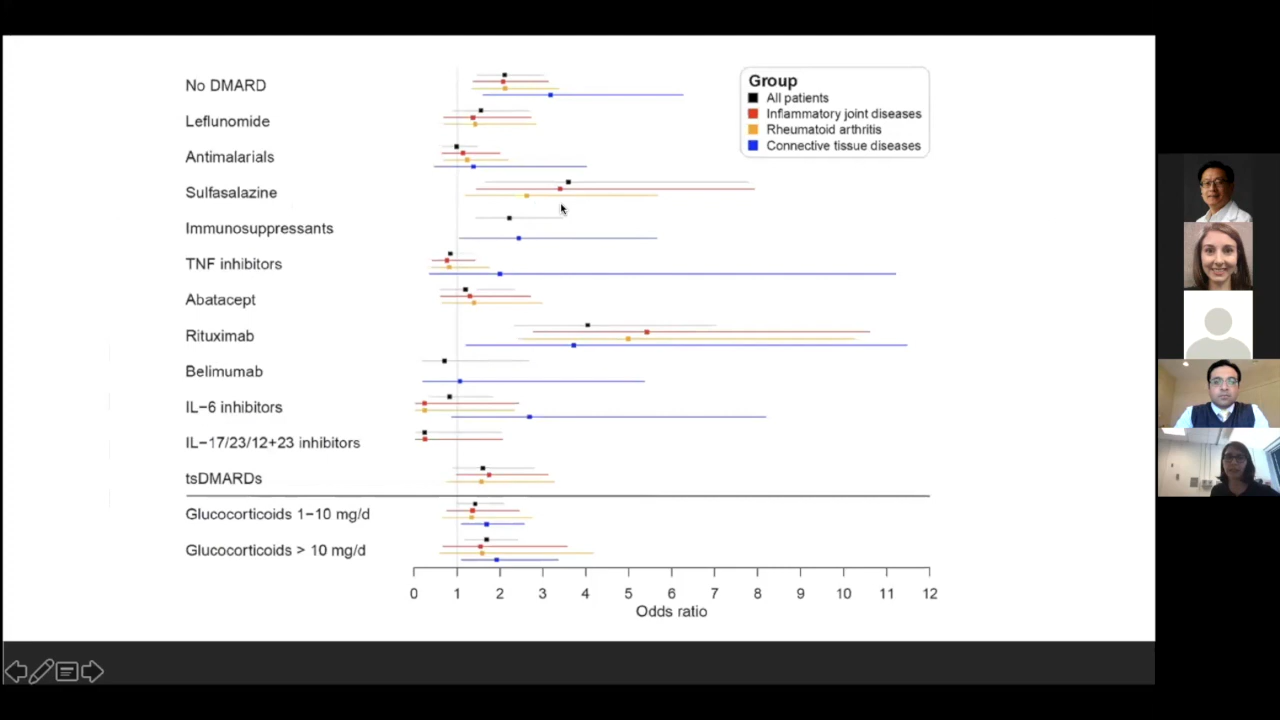 No DMARD
Leflunomide
Antimalarials
Sulfasalazine
Immunosuppressants
TNF inhibitors
Abatacept
Rituximab
Belimumab
IL−6 inhibitors
IL−17/23/12+23 inhibitors
tsDMARDs
Glucocorticoids 1−10 mg/d
Glucocorticoids > 10 mg/d
Group
All patients
Inflammatory joint diseases
Rheumatoid arthritis
Connective tissue diseases
0 1 2 3 4 5 6 7 8 9 10 11 12
Odds ratio